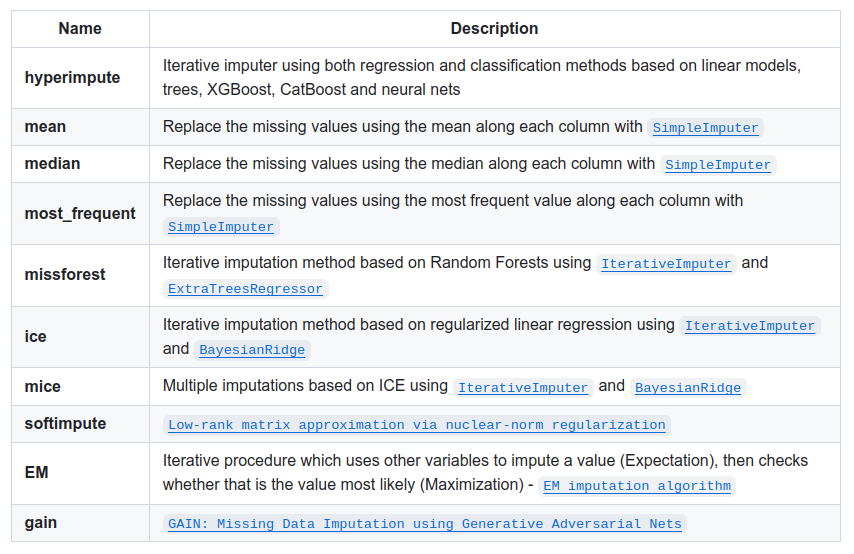 Name Description
hyperimpute
Iterative imputer using both regression and classification methods based on linear models,
trees, XGBoost, CatBoost and neural nets
mean Replace the missing values using the mean along each column with SimpleImputer
median Replace the missing values using the median along each column with SimpleImputer
most_frequent
Replace the missing values using the most frequent value along each column with
SimpleImputer
missforest
Iterative imputation method based on Random Forests using IterativeImputer and
ExtraTreesRegressor
ice
Iterative imputation method based on regularized linear regression using IterativeImputer
and BayesianRidge
mice Multiple imputations based on ICE using IterativeImputer and BayesianRidge
softimpute Low-rank matrix approximation via nuclear-norm regularization
EM
Iterative procedure which uses other variables to impute a value (Expectation), then checks
whether that is the value most likely (Maximization) - EM imputation algorithm
gain GAIN: Missing Data Imputation using Generative Adversarial Nets